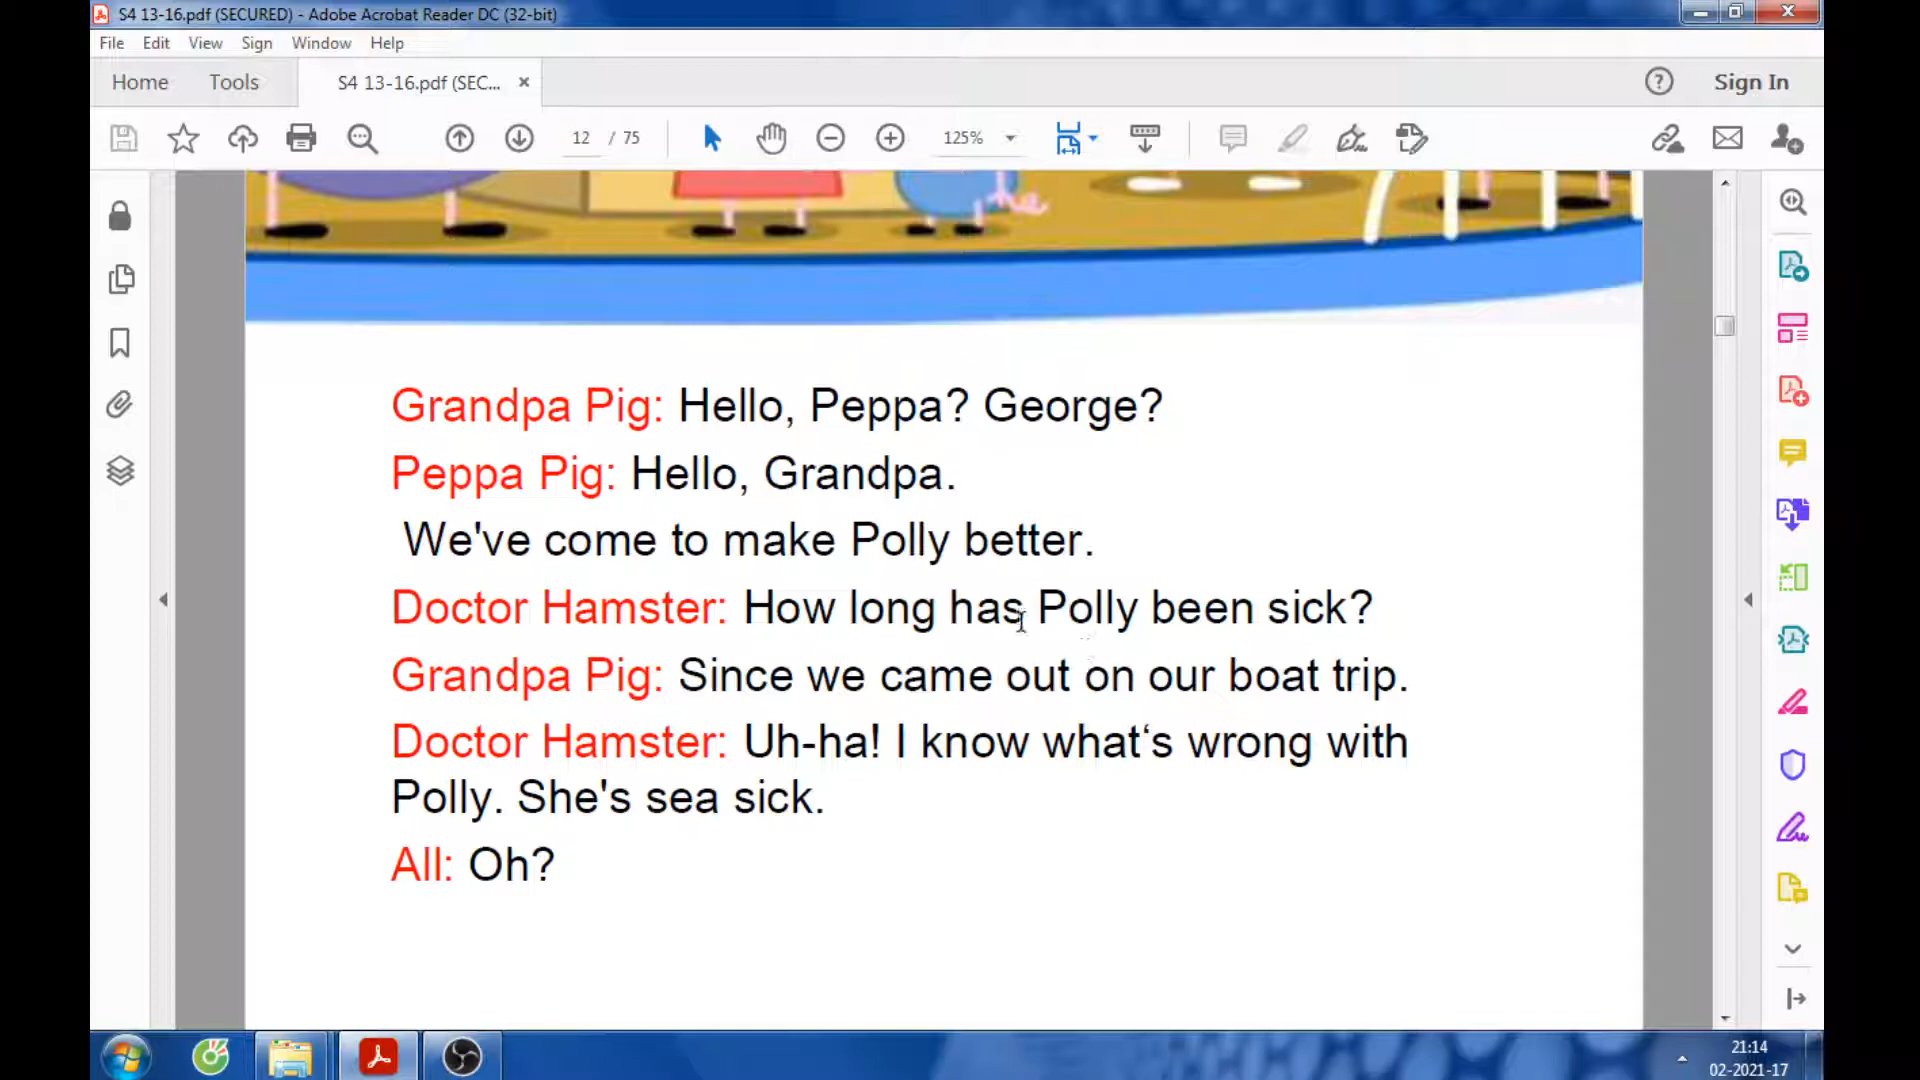 S4 13-16.pdf (SECURED) - Adobe Acrobat Reader DC (32-bit)
File Edit View Sign Window Help
Home Tools S4 13-16.pdf (SEC... × Sign In
12 / 75 125%
Grandpa Pig: Hello, Peppa? George?
Peppa Pig: Hello, Grandpa.
We've come to make Polly better.
Doctor Hamster: How long has Polly been sick?
Grandpa Pig: Since we came out on our boat trip.
Doctor Hamster: Uh-ha! I know what‘s wrong with
Polly. She's sea sick.
All: Oh?
21:14
02-2021-17